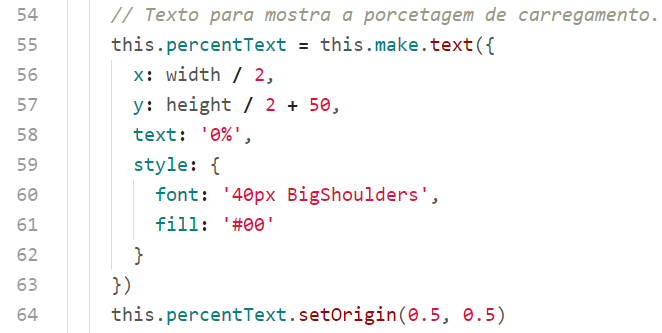 54 // Texto para mostra a porcetagem de carregamento.
55 this.percentText = this.make.text({
56 x: width / 2,
57 y: height / 2 + 50,
58 text: '0%',
59 style: {
60 font: '40px BigShoulders',
61 fill: '#00'
62 }
63 })
64 this.percentText.setOrigin(0.5, 0.5)